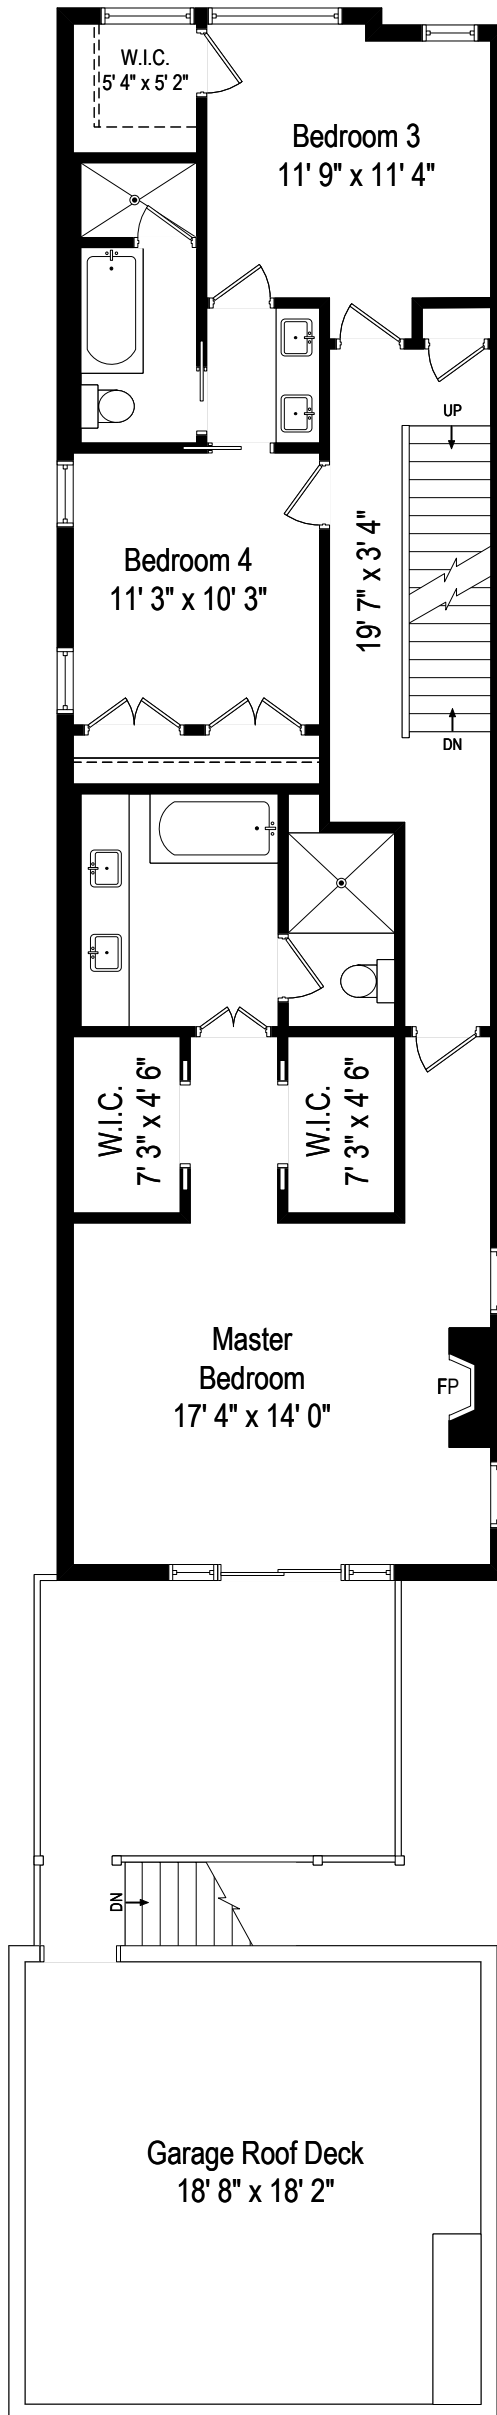 W.I.C.
5' 4" x 5' 2"
Bedroom 3
11' 9" x 11' 4"
UP
Bedroom 4
11' 3" x 10' 3"
19' 7" x 3' 4"
DN
W.I.C.
7' 3" x 4' 6"
W.I.C.
7' 3" x 4' 6"
Master
Bedroom
17' 4" x 14' 0"
FP
DN
Garage Roof Deck
18' 8" x 18' 2"